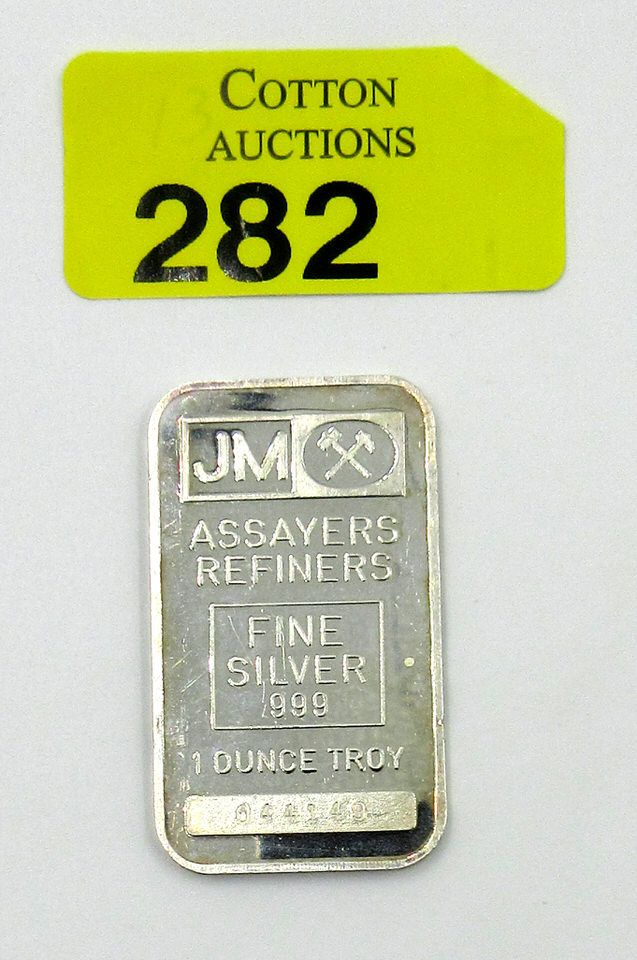 COTTON
AUCTIONS
282
JM
ASSAYERS
REFINERS
FINE
SILVER
.999
1 OUNCE TROY